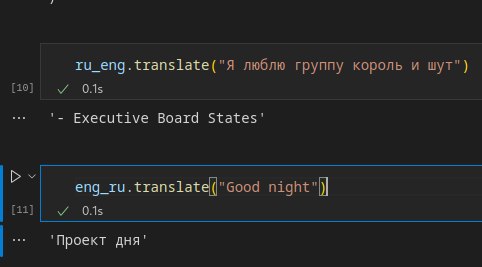 ru_eng.translate("Я люблю группу король и шут")
[10]
0.1s
... '- Executive Board States'
eng_ru.translate("Good night")
[11]
0.1s
... 'Проект дня'